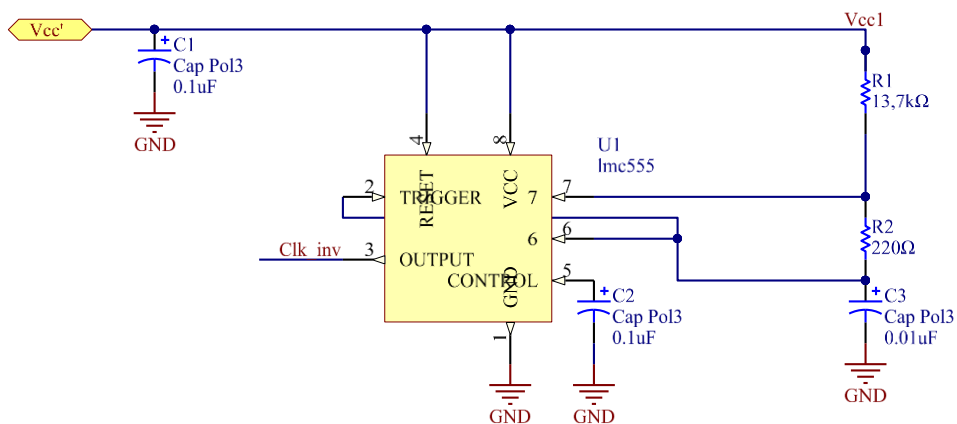 Vcc'
Vcc1
C1
Cap Pol3
0.1uF
GND
R1
13,7kΩ
4
8
U1
lmc555
2
TRIGGER
RESET
VCC
7
7
6
6
R2
220Ω
Clk_inv
3
OUTPUT
CONTROL
GND
5
C2
Cap Pol3
0.1uF
C3
Cap Pol3
0.01uF
1
GND
GND
GND